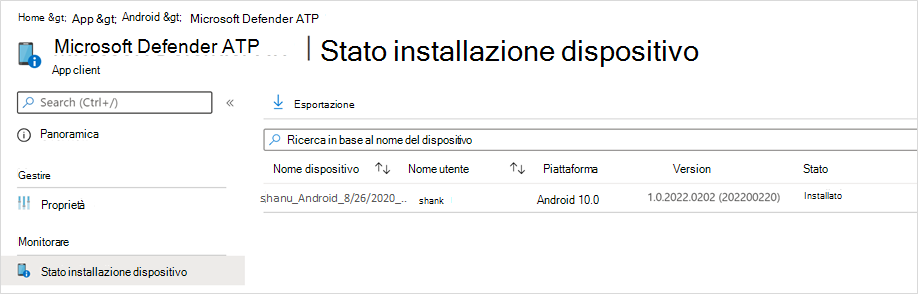 Home &gt; App &gt; Android &gt; Microsoft Defender ATP
Microsoft Defender ATP | Stato installazione dispositivo
App client
Search (Ctrl+/) «
Panoramica
Gestire
Proprietà
Monitorare
Stato installazione dispositivo
Esportazione
Ricerca in base al nome del dispositivo
Nome dispositivo ↑↓ Nome utente ↑↓ Piattaforma Version Stato
shanu_Android_8/26/2020_... shank Android 10.0 1.0.2022.0202 (202200220) Installato